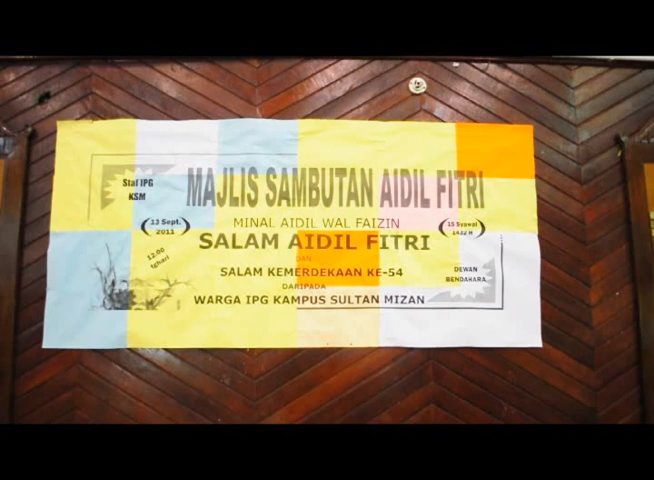 MAJLIS SAMBUTAN AIDIL FITRI
Staf IPG
KSM
13 Sept.
2011
MINAL AIDIL WAL FAIZIN
15 Syawal
1432 H
SALAM AIDIL FITRI
12.00
tghari
DAN
SALAM KEMERDEKAAN KE-54
DEWAN
BENDAHARA
DARIPADA
WARGA IPG KAMPUS SULTAN MIZAN